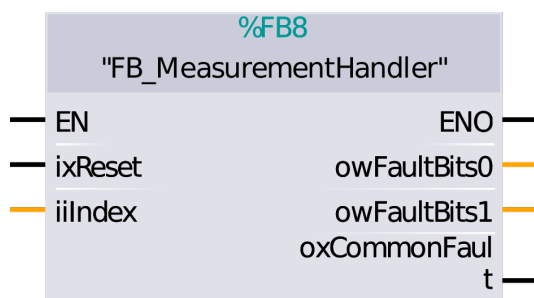 %FB8
"FB_MeasurementHandler"
EN ENO
ixReset owFaultBits0
iiIndex owFaultBits1
oxCommonFaul
t